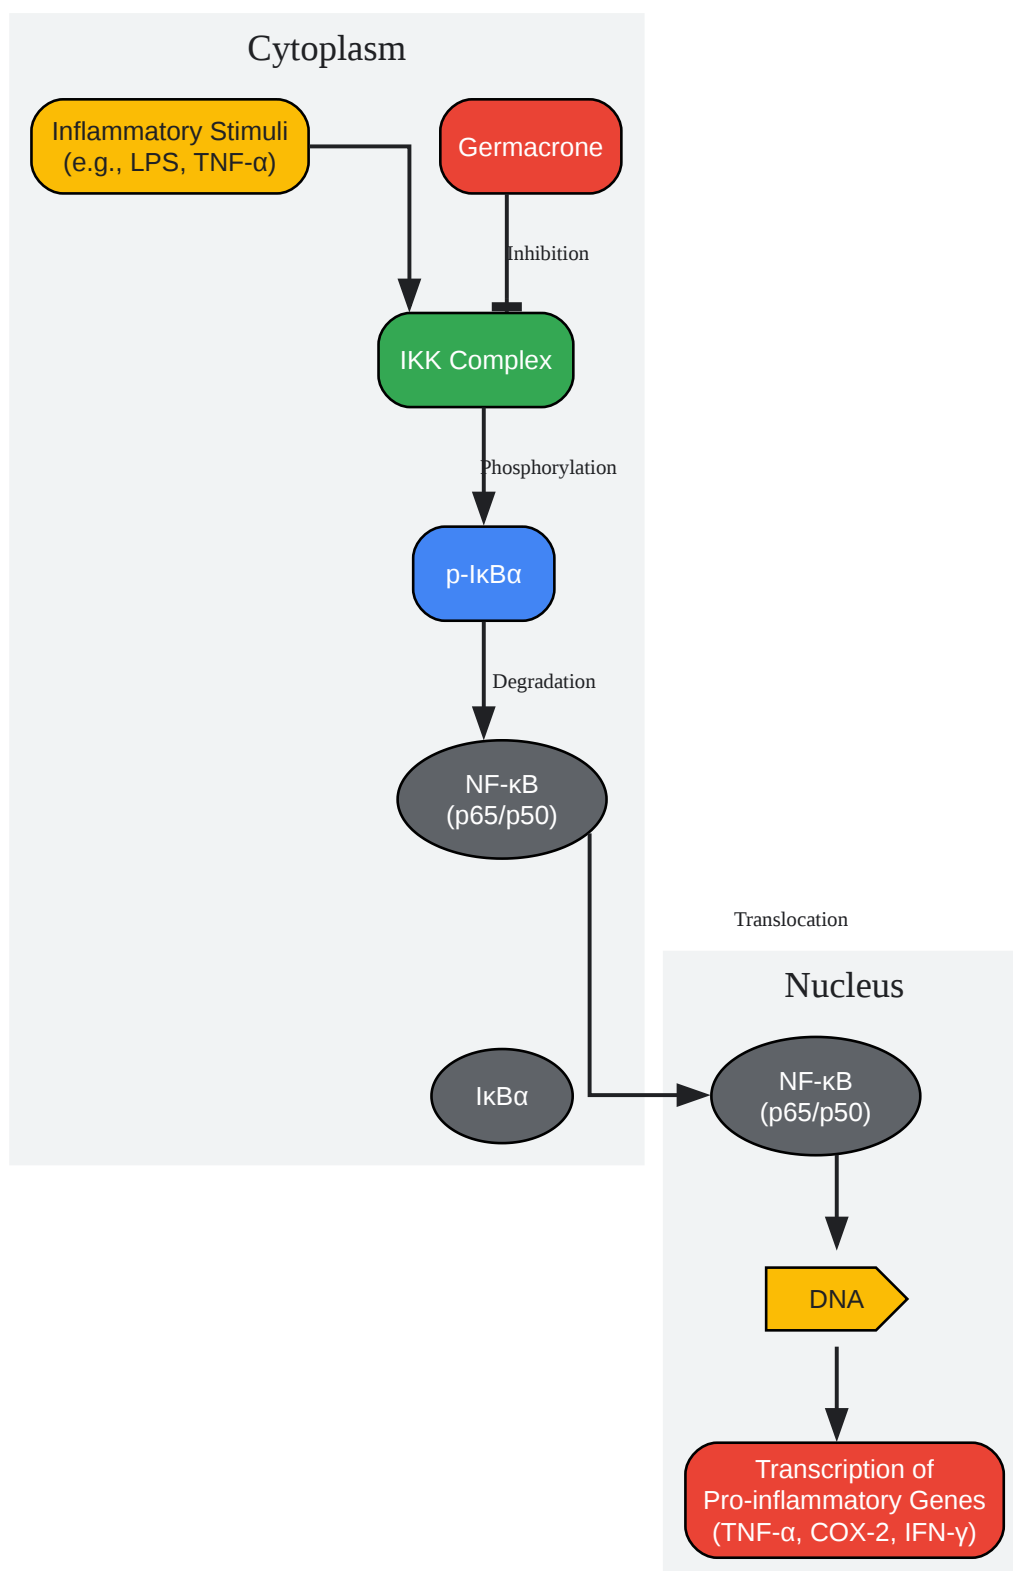 Cytoplasm
Inflammatory Stimuli
(e.g., LPS, TNF-α)
Germacrone
Inhibition
IKK Complex
Phosphorylation
p-IκBα
Degradation
NF-κB
(p65/p50)
Translocation
Nucleus
IκBα
NF-κB
(p65/p50)
DNA
Transcription of
Pro-inflammatory Genes
(TNF-α, COX-2, IFN-γ)